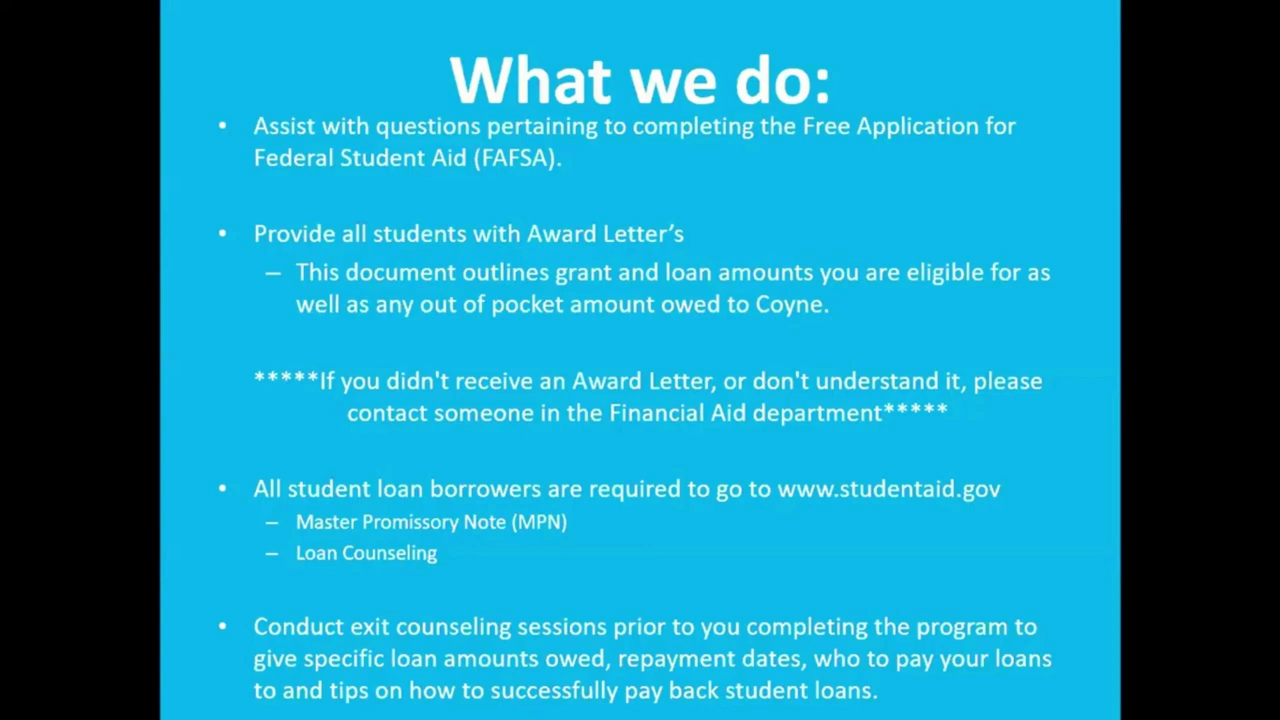 What we do:
• Assist with questions pertaining to completing the Free Application for
Federal Student Aid (FAFSA).
• Provide all students with Award Letter’s
– This document outlines grant and loan amounts you are eligible for as
well as any out of pocket amount owed to Coyne.
*****If you didn't receive an Award Letter, or don't understand it, please
contact someone in the Financial Aid department*****
• All student loan borrowers are required to go to www.studentaid.gov
– Master Promissory Note (MPN)
– Loan Counseling
• Conduct exit counseling sessions prior to you completing the program to
give specific loan amounts owed, repayment dates, who to pay your loans
to and tips on how to successfully pay back student loans.